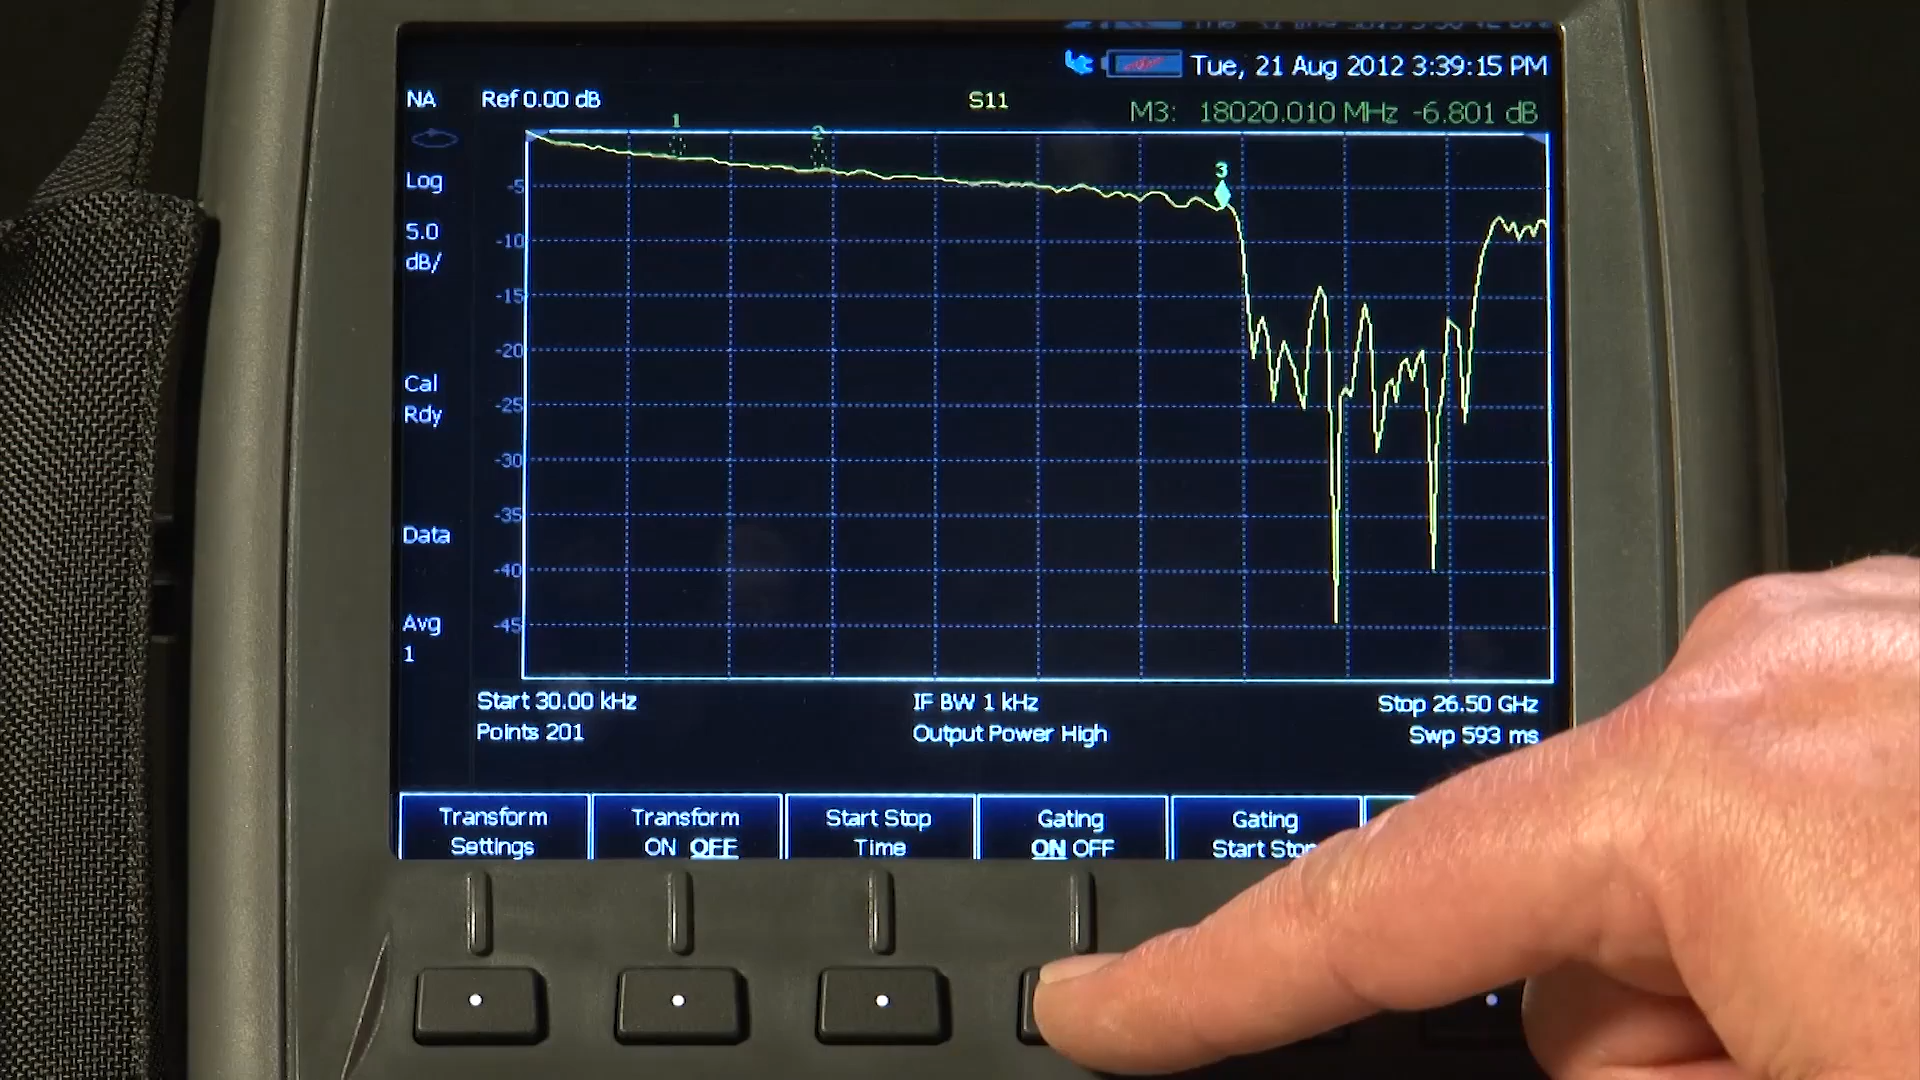 Tue, 21 Aug 2012 3:39:15 PM
NA
Ref 0.00 dB
S11
M3: 18020.010 MHz -6.801 dB
1
2
3
Log
5.0
dB/
Cal
Rdy
Data
Avg
1
-5
-10
-15
-20
-25
-30
-35
-40
-45
Start 30.00 kHz
IF BW 1 kHz
Stop 26.50 GHz
Points 201
Output Power High
Swp 593 ms
Transform
Settings
Transform
ON OFF
Start Stop
Time
Gating
ON OFF
Gating
Start Stop